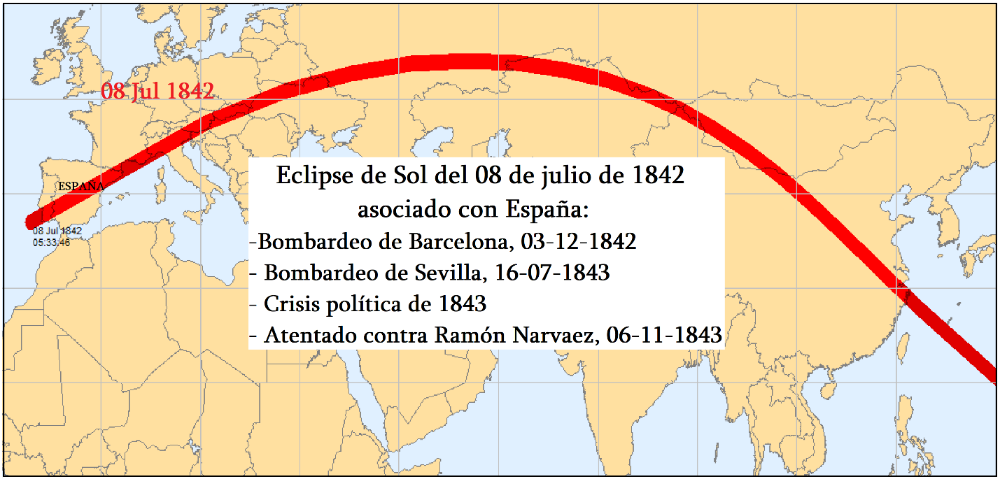 08 Jul 1842
ESPAÑA
08 Jul 1842
05:33:46
Eclipse de Sol del 08 de julio de 1842
asociado con España:
-Bombardeo de Barcelona, 03-12-1842
- Bombardeo de Sevilla, 16-07-1843
- Crisis política de 1843
- Atentado contra Ramón Narvaez, 06-11-1843